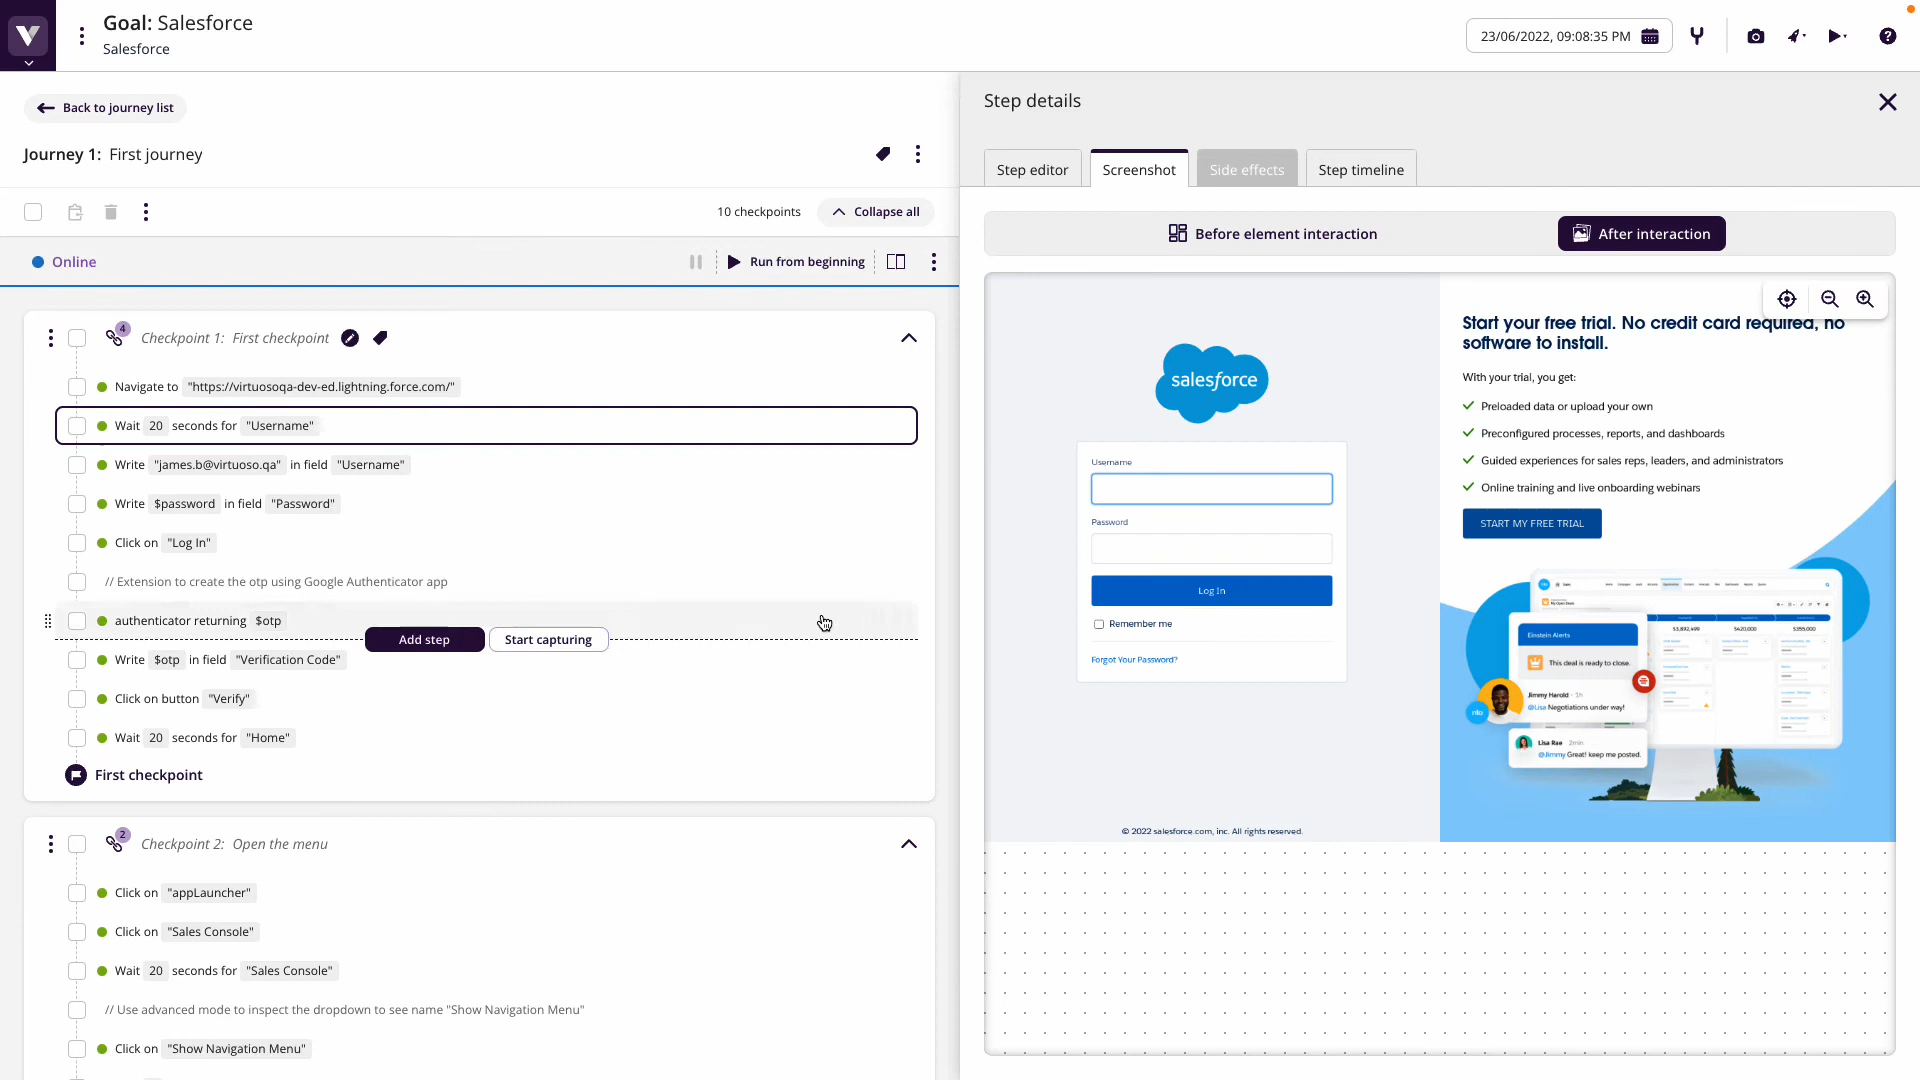 Goal: Salesforce
Salesforce
23/06/2022, 09:08:35 PM
Back to journey list
Journey 1: First journey
10 checkpoints
Collapse all
Online
Run from beginning
4
Checkpoint 1: First checkpoint
Navigate to "https://virtuosoqa-dev-ed.lightning.force.com/"
Wait 20 seconds for "Username"
Write "james.b@virtuoso.qa" in field "Username"
Write $password in field "Password"
Click on "Log In"
// Extension to create the otp using Google Authenticator app
authenticator returning $otp
Add step
Start capturing
Write $otp in field "Verification Code"
Click on button "Verify"
Wait 20 seconds for "Home"
First checkpoint
2
Checkpoint 2: Open the menu
Click on "appLauncher"
Click on "Sales Console"
Wait 20 seconds for "Sales Console"
// Use advanced mode to inspect the dropdown to see name "Show Navigation Menu"
Click on "Show Navigation Menu"
Step details
Step editor
Screenshot
Side effects
Step timeline
Before element interaction
After interaction
salesforce
Username
Password
Log In
Remember me
Forgot Your Password?
© 2022 salesforce.com, inc. All rights reserved.
Start your free trial. No credit card required, no
software to install.
With your trial, you get:
Preloaded data or upload your own
Preconfigured processes, reports, and dashboards
Guided experiences for sales reps, leaders, and administrators
Online training and live onboarding webinars
START MY FREE TRIAL
$3,892,499
$420,000
$355,000
Einstein Alerts
This deal is ready to close.
Jimmy Harold · 1h
@Lisa Negotiations under way!
nto
Lisa Rae 2min
@Jimmy Great! keep me posted.